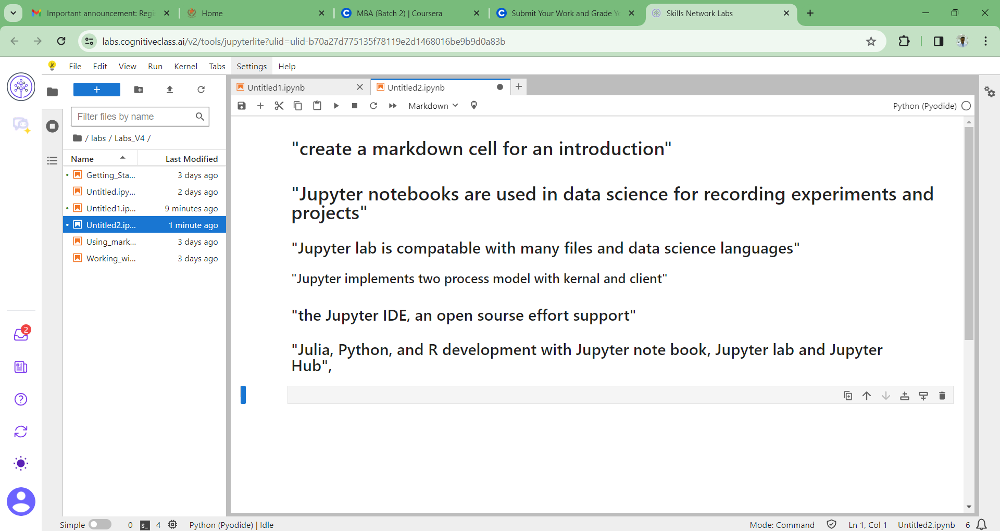 Important announcement: Regi
Home
MBA (Batch 2) | Coursera
Submit Your Work and Grade Yo
Skills Network Labs
labs.cognitiveclass.ai/v2/tools/jupyterlite?ulid=ulid-b70a27d775135f78119e2d1468016be9b9d0a83b
File Edit View Run Kernel Tabs Settings Help
Untitled1.ipynb
Untitled2.ipynb
Markdown
Python (Pyodide)
Filter files by name
/ labs / Labs_V4 /
Name Last Modified
Getting_Sta... 3 days ago
Untitled.ipy... 2 days ago
Untitled1.ip... 9 minutes ago
Untitled2.ip... 1 minute ago
Using_mark... 3 days ago
Working_wi... 3 days ago
"create a markdown cell for an introduction"
"Jupyter notebooks are used in data science for recording experiments and
projects"
"Jupyter lab is compatable with many files and data science languages"
"Jupyter implements two process model with kernal and client"
"the Jupyter IDE, an open sourse effort support"
"Julia, Python, and R development with Jupyter note book, Jupyter lab and Jupyter
Hub",
2
Simple 0 $_ 4 Python (Pyodide) | Idle
Mode: Command Ln 1, Col 1 Untitled2.ipynb 6